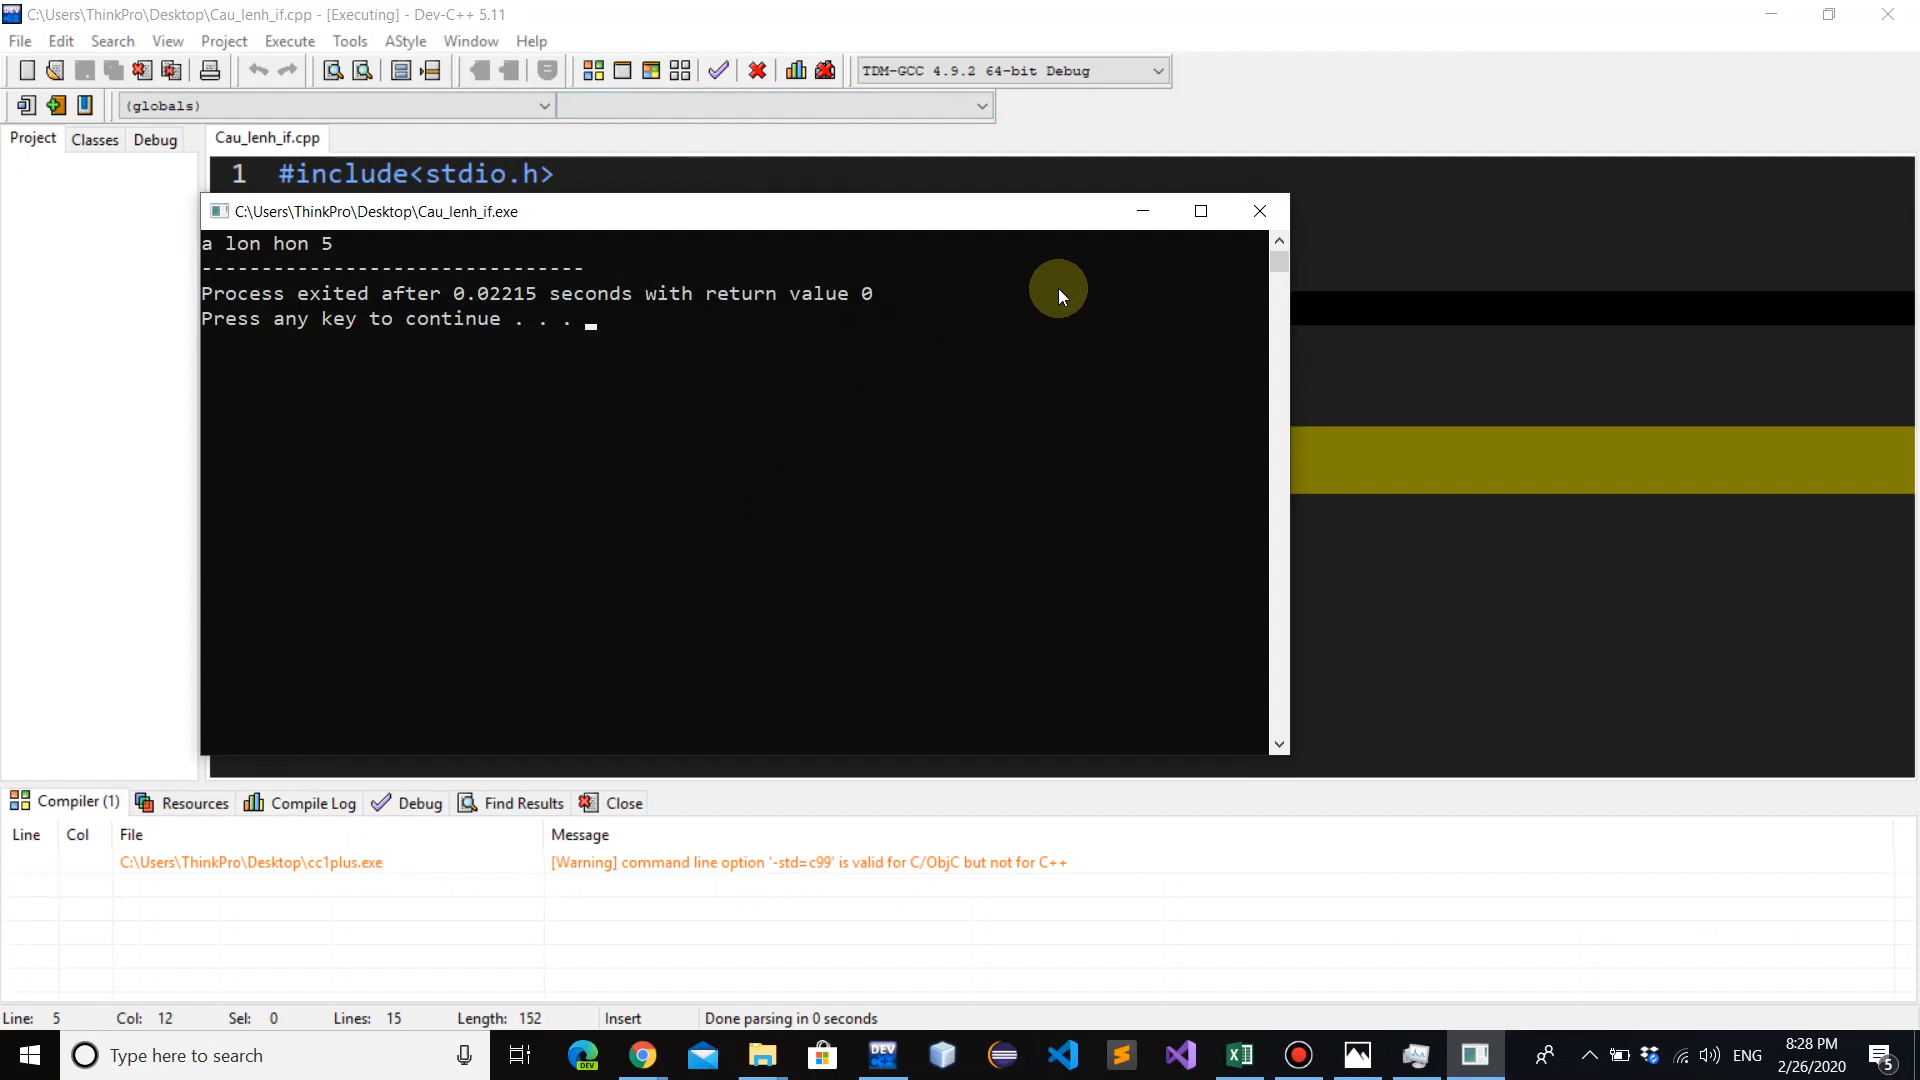 C:\Users\ThinkPro\Desktop\Cau_lenh_if.cpp - [Executing] - Dev-C++ 5.11
File Edit Search View Project Execute Tools AStyle Window Help
TDM-GCC 4.9.2 64-bit Debug
(globals)
Project Classes Debug Cau_lenh_if.cpp
1 #include<stdio.h>
C:\Users\ThinkPro\Desktop\Cau_lenh_if.exe
a lon hon 5
--------------------------------
Process exited after 0.02215 seconds with return value 0
Press any key to continue . . .
Compiler (1) Resources Compile Log Debug Find Results Close
Line Col File Message
C:\Users\ThinkPro\Desktop\cc1plus.exe [Warning] command line option '-std=c99' is valid for C/ObjC but not for C++
Line: 5 Col: 12 Sel: 0 Lines: 15 Length: 152 Insert Done parsing in 0 seconds
Type here to search
DEV
DEV
ENG
8:28 PM
2/26/2020
5